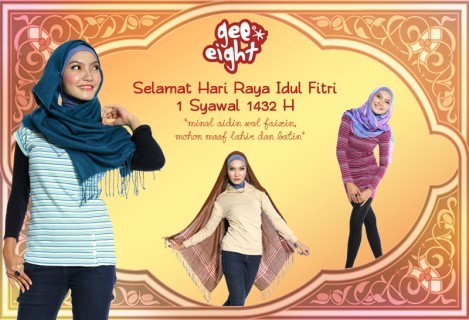 gee*
eight
Selamat Hari Raya Idul Fitri
1 Syawal 1432 H
"minal aidin wal faizin,
mohon maaf lahir dan batin"